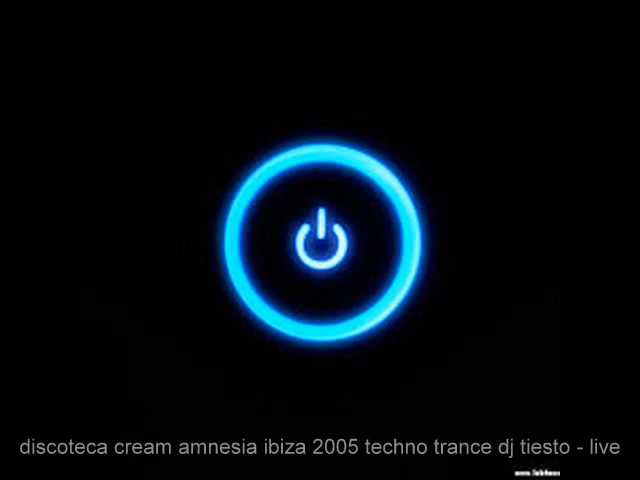 discoteca cream amnesia ibiza 2005 techno trance dj tiesto - live